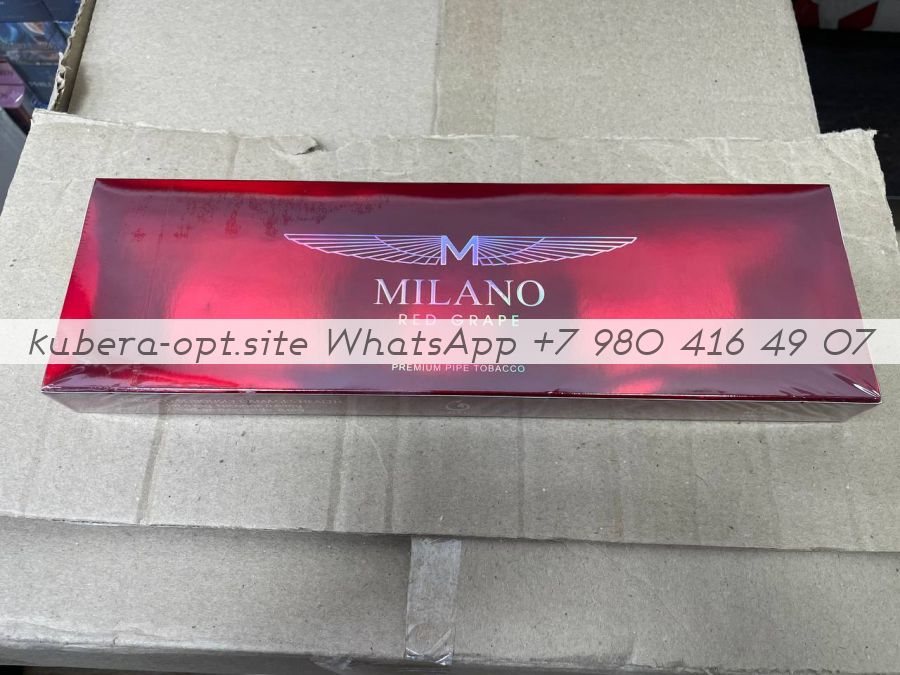 M
MILANO
RED GRAPE
kubera-opt.site WhatsApp +7 980 416 49 07
PREMIUM PIPE TOBACCO